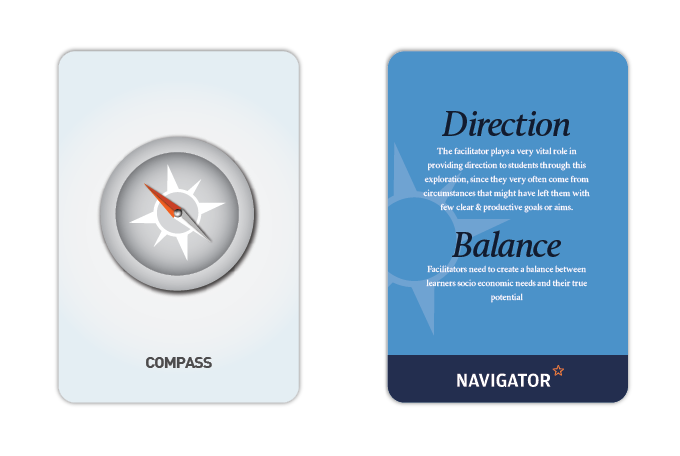 COMPASS
Direction
The facilitator plays a very vital role in
providing direction to students through this
exploration, since they very often come from
circumstances that might have left them with
few clear & productive goals or aims.
Balance
Facilitators need to create a balance between
learners socio economic needs and their true
potential
NAVIGATOR